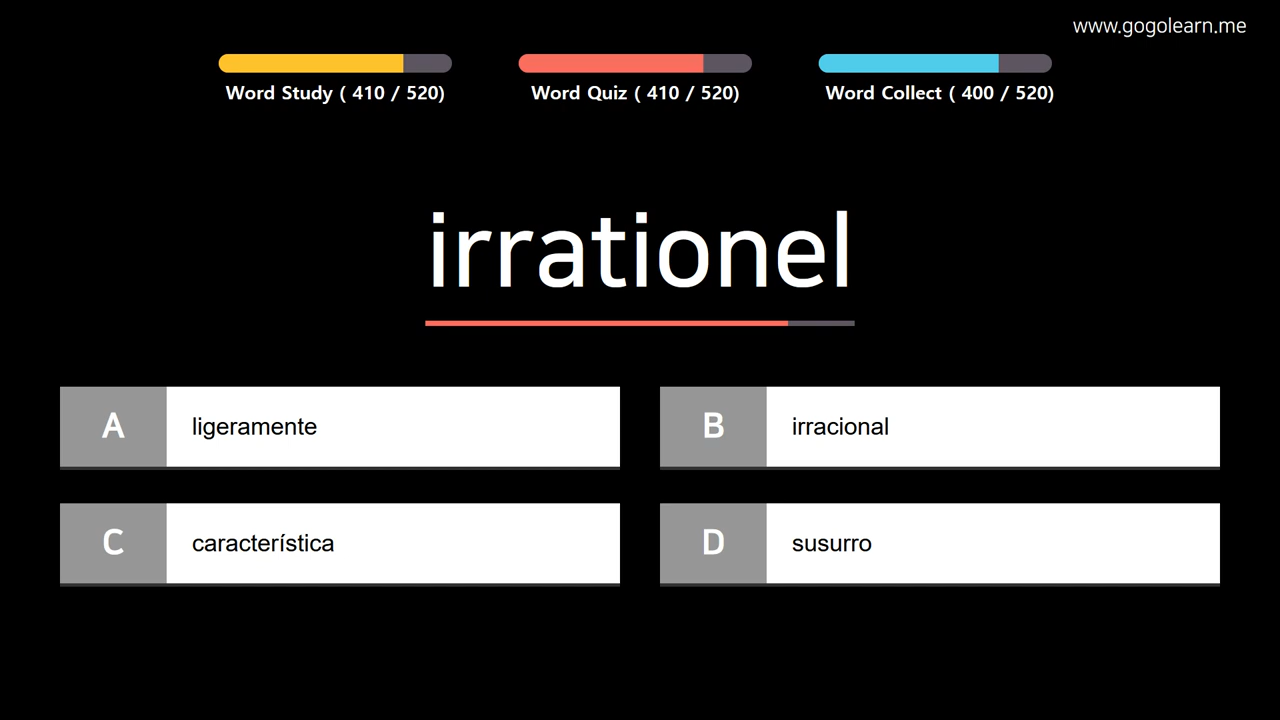 www.gogolearn.me
Word Study ( 410 / 520)
Word Quiz ( 410 / 520)
Word Collect ( 400 / 520)
irrationel
A ligeramente
B irracional
C característica
D susurro